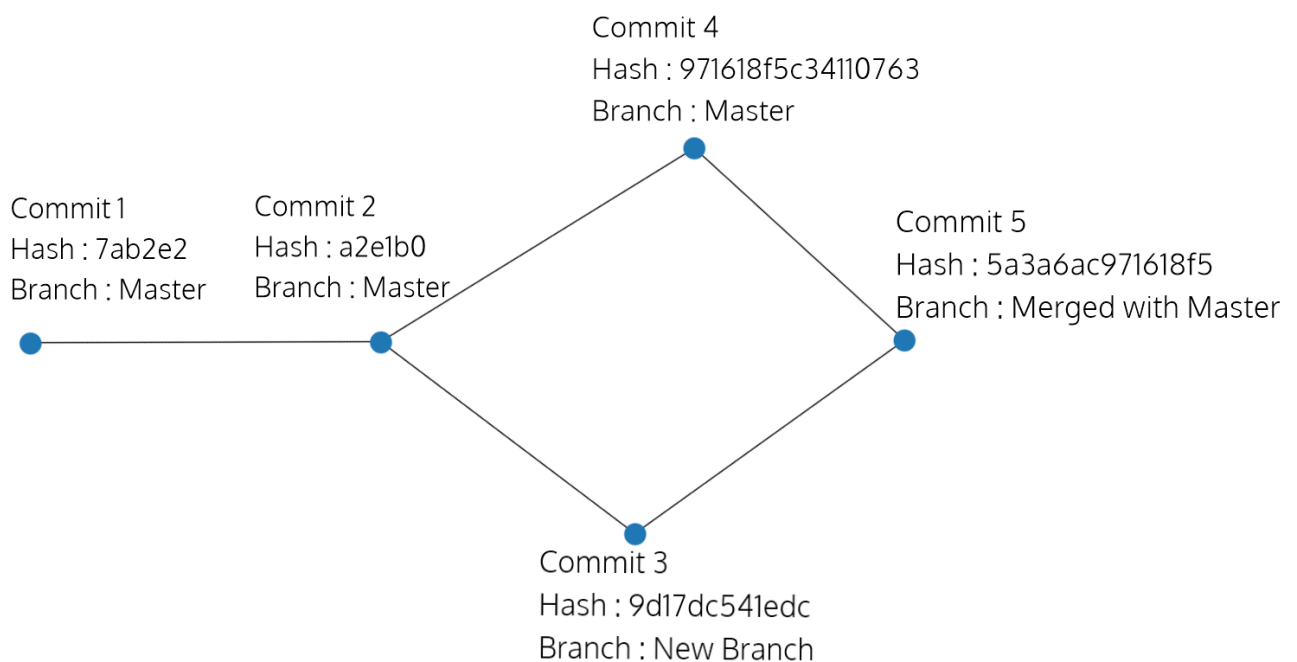 Commit 4
Hash : 971618f5c34110763
Branch : Master
Commit 1
Hash : 7ab2e2
Branch : Master
Commit 2
Hash : a2e1b0
Branch : Master
Commit 5
Hash : 5a3a6ac971618f5
Branch : Merged with Master
Commit 3
Hash : 9d17dc541edc
Branch : New Branch